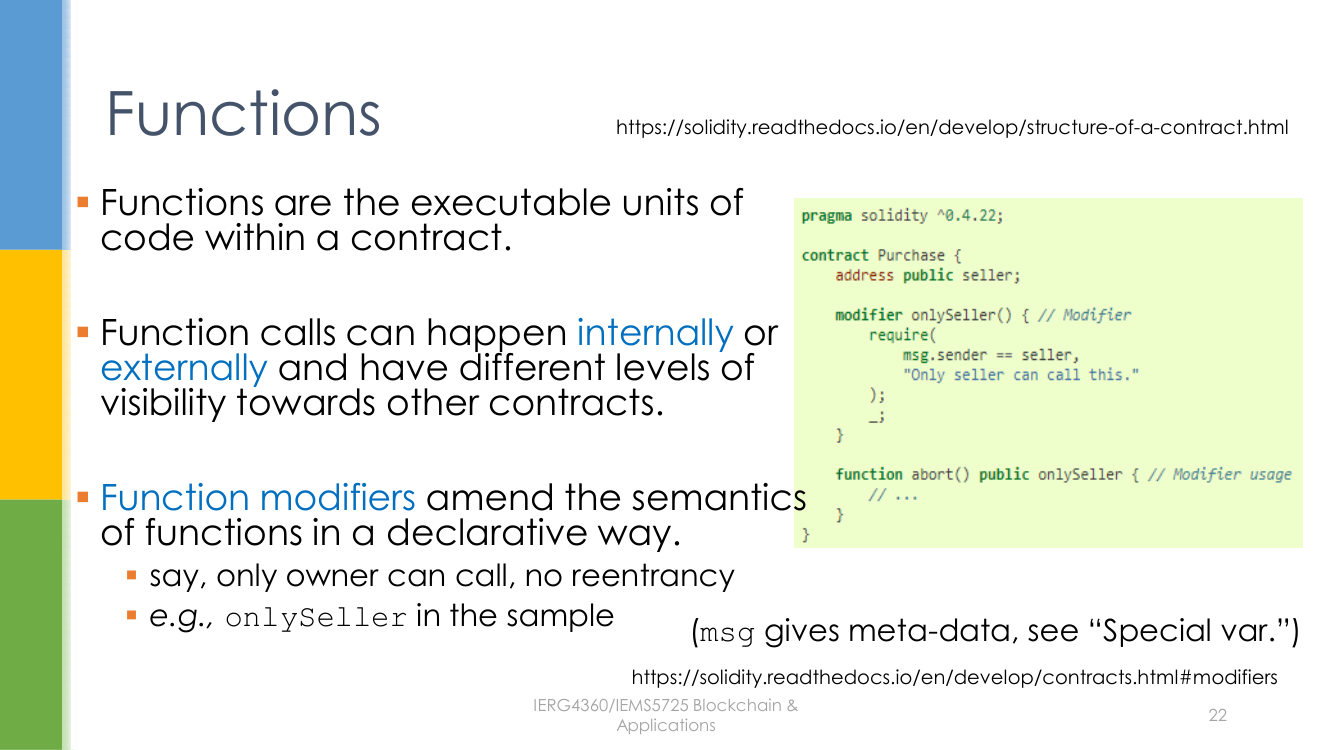 Functions
https://solidity.readthedocs.io/en/develop/structure-of-a-contract.html
▪ Functions are the executable units of
code within a contract.
▪ Function calls can happen internally or
externally and have different levels of
visibility towards other contracts.
▪ Function modifiers amend the semantics
of functions in a declarative way.
▪ say, only owner can call, no reentrancy
▪ e.g., onlySeller in the sample
pragma solidity ^0.4.22;
contract Purchase {
    address public seller;
    modifier onlySeller() { // Modifier
        require(
            msg.sender == seller,
            "Only seller can call this."
        );
        _;
    }
    function abort() public onlySeller { // Modifier usage
        // ...
    }
}
(msg gives meta-data, see “Special var.”)
https://solidity.readthedocs.io/en/develop/contracts.html#modifiers
IERG4360/IEMS5725 Blockchain &
Applications
22